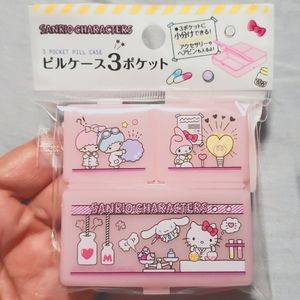 SANRIO CHARACTERS
3 POCKET PILL CASE
ピルケース3ポケット
●3ポケットに
小分けできる!
アクセサリー・
ヘアピンも入るよ!
SANRIO CHARACTERS
M